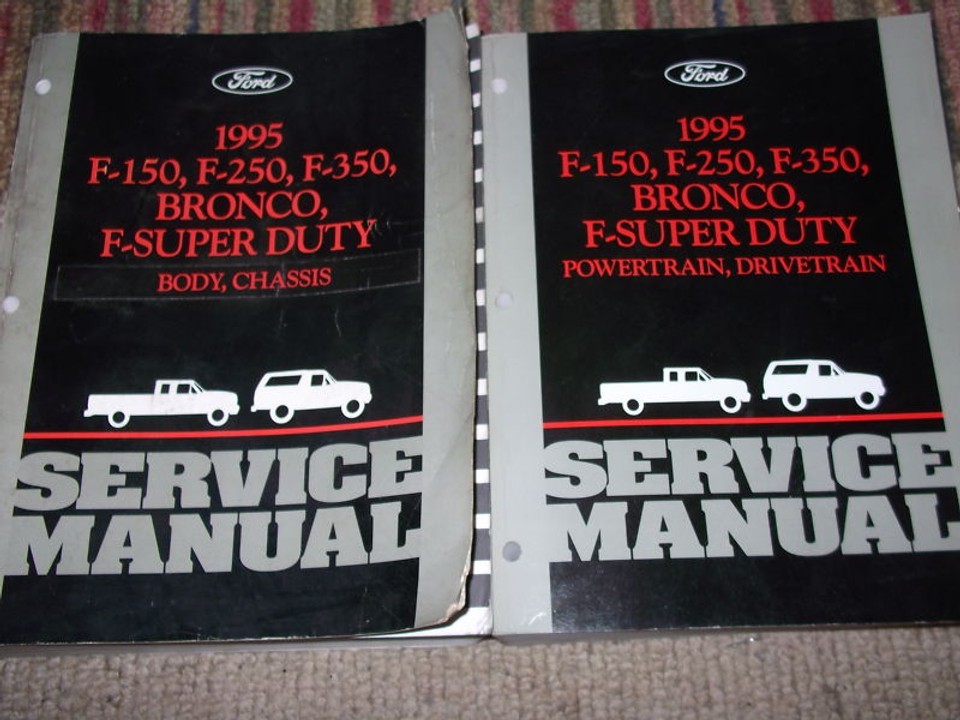 Ford
1995
F-150, F-250, F-350,
BRONCO,
F-SUPER DUTY
BODY, CHASSIS
SERVICE
MANUAL
Ford
1995
F-150, F-250, F-350,
BRONCO,
F-SUPER DUTY
POWERTRAIN, DRIVETRAIN
SERVICE
MANUAL